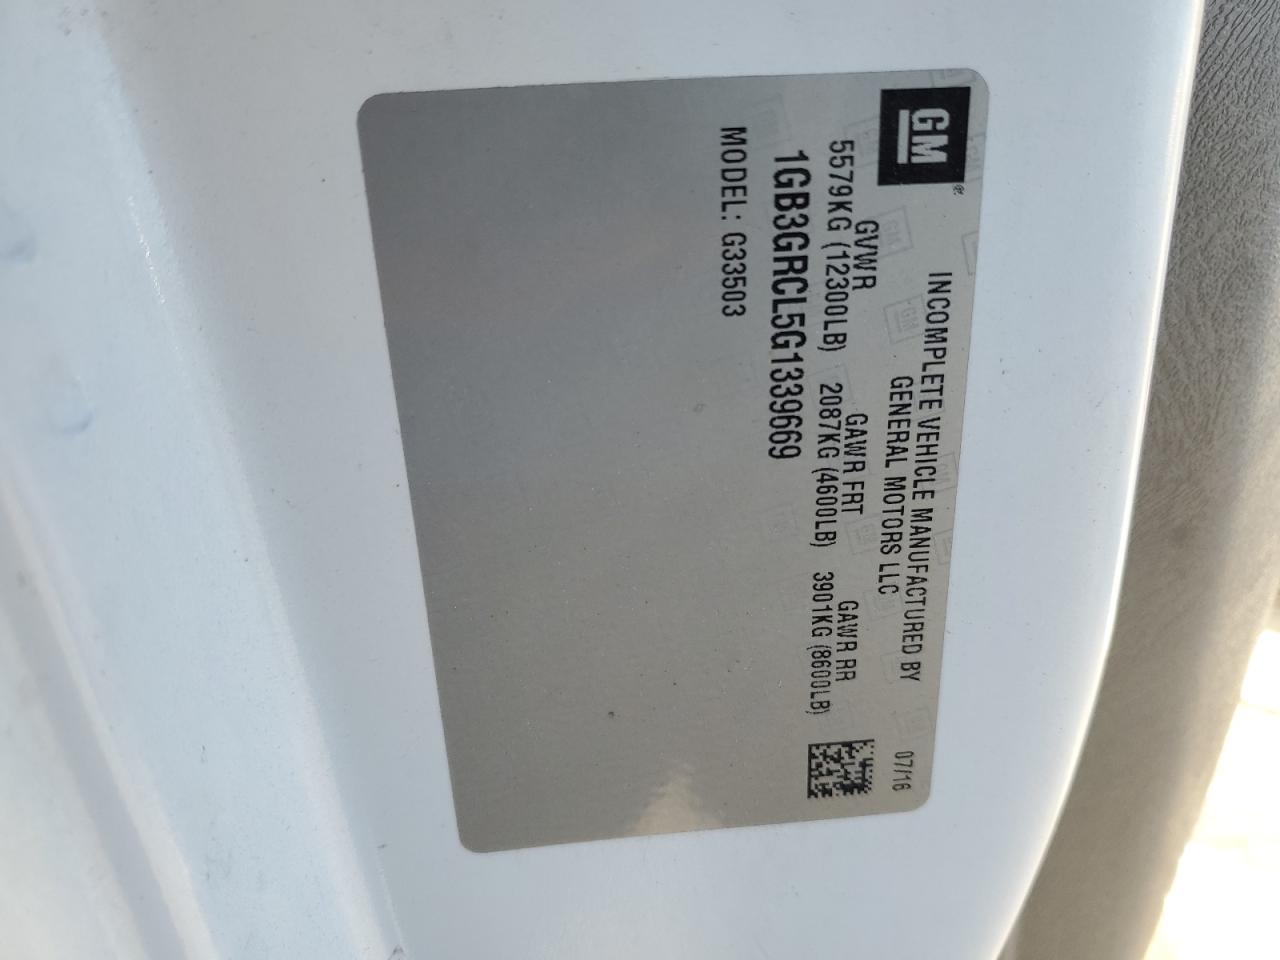 GM®
INCOMPLETE VEHICLE MANUFACTURED BY
GENERAL MOTORS LLC
07/16
GVWR GAWR FRT GAWR RR
5579KG (12300LB) 2087KG (4600LB) 3901KG (8600LB)
1GB3GRCL5G1339669
MODEL: G33503